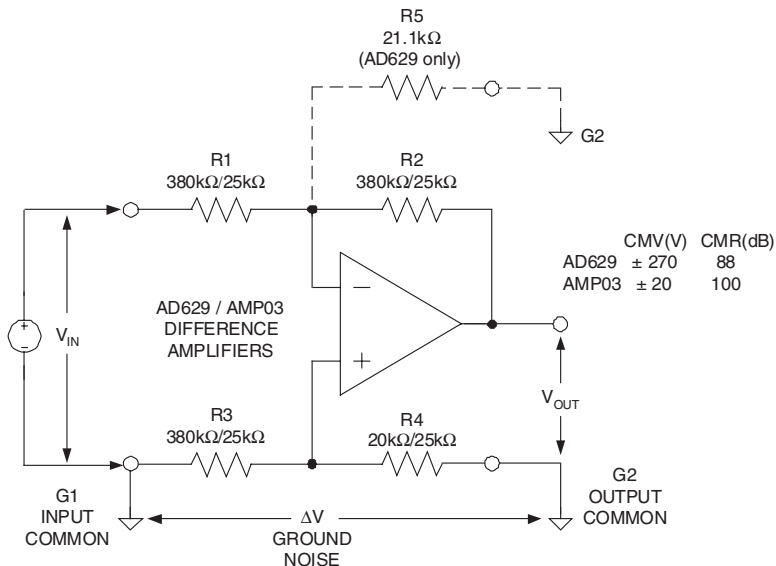 R5
21.1kΩ
(AD629 only)
G2
R1
380kΩ/25kΩ
R2
380kΩ/25kΩ
CMV(V) CMR(dB)
AD629 ± 270 88
AMP03 ± 20 100
AD629 / AMP03
DIFFERENCE
AMPLIFIERS
+
−
V_IN
−
+
V_OUT
R3
380kΩ/25kΩ
R4
20kΩ/25kΩ
G1
INPUT
COMMON
ΔV
GROUND
NOISE
G2
OUTPUT
COMMON